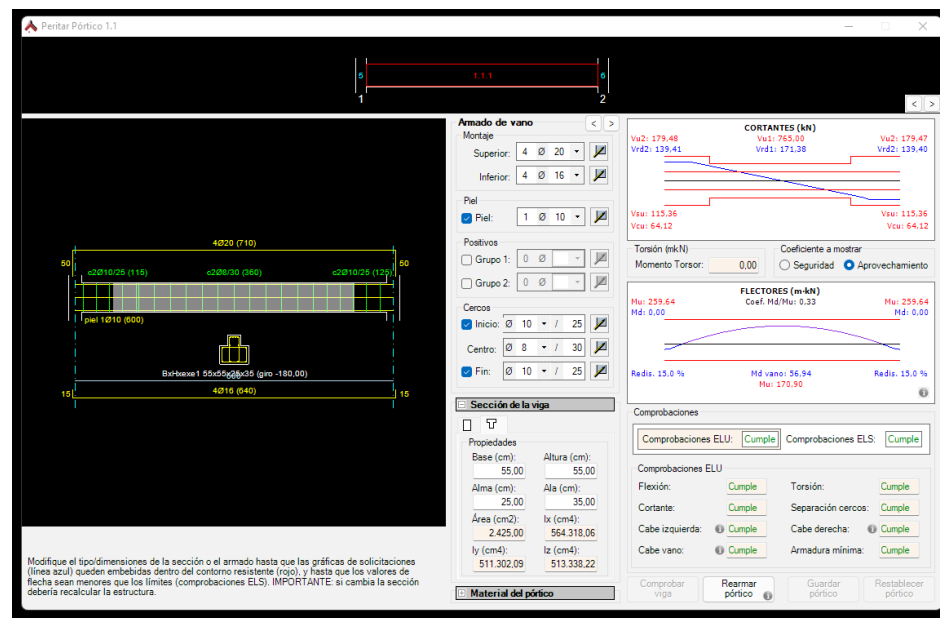 Peritar Pórtico 1.1
5 1.1.1 6
1 2
< >
Armado de vano < >
Montaje
Superior: 4 Ø 20
Inferior: 4 Ø 16
Piel
Piel: 1 Ø 10
Positivos
Grupo 1: 0 Ø
Grupo 2: 0 Ø
Cercos
Inicio: Ø 10 / 25
Centro: Ø 8 / 30
Fin: Ø 10 / 25
Sección de la viga
Propiedades
Base (cm): Altura (cm):
55,00 55,00
Alma (cm): Ala (cm):
25,00 35,00
Área (cm2): Ix (cm4):
2.425,00 564.318,06
Iy (cm4): Iz (cm4):
511.302,09 513.338,22
Material del pórtico
4Ø20 (710)
50 50
c2Ø10/25 (115) c2Ø8/30 (360) c2Ø10/25 (125)
piel 1Ø10 (600)
BxHxexe1 55x55x25x35 (giro -180,00)
600
4Ø16 (640)
15 15
Modifique el tipo/dimensiones de la sección o el armado hasta que las gráficas de solicitaciones
(línea azul) queden embebidas dentro del contorno resistente (rojo), y hasta que los valores de
flecha sean menores que los límites (comprobaciones ELS). IMPORTANTE: si cambia la sección
debería recalcular la estructura.
CORTANTES (kN)
Vu2: 179.48 Vu1: 765.00 Vu2: 179.47
Vrd2: 139.41 Vrd1: 171.38 Vrd2: 139.40
Vsu: 115.36 Vsu: 115.36
Vcu: 64.12 Vcu: 64.12
Torsión (mkN)
Momento Torsor: 0,00
Coeficiente a mostrar
Seguridad Aprovechamiento
FLECTORES (m·kN)
Mu: 259.64 Coef. Md/Mu: 0.33 Mu: 259.64
Md: 0.00 Md: 0.00
Redis. 15.0 % Md vano: 56.94 Redis. 15.0 %
Mu: 170.90
Comprobaciones
Comprobaciones ELU: Cumple Comprobaciones ELS: Cumple
Comprobaciones ELU
Flexión: Cumple Torsión: Cumple
Cortante: Cumple Separación cercos: Cumple
Cabe izquierda: Cumple Cabe derecha: Cumple
Cabe vano: Cumple Armadura mínima: Cumple
Comprobar viga
Rearmar pórtico
Guardar pórtico
Restablecer pórtico